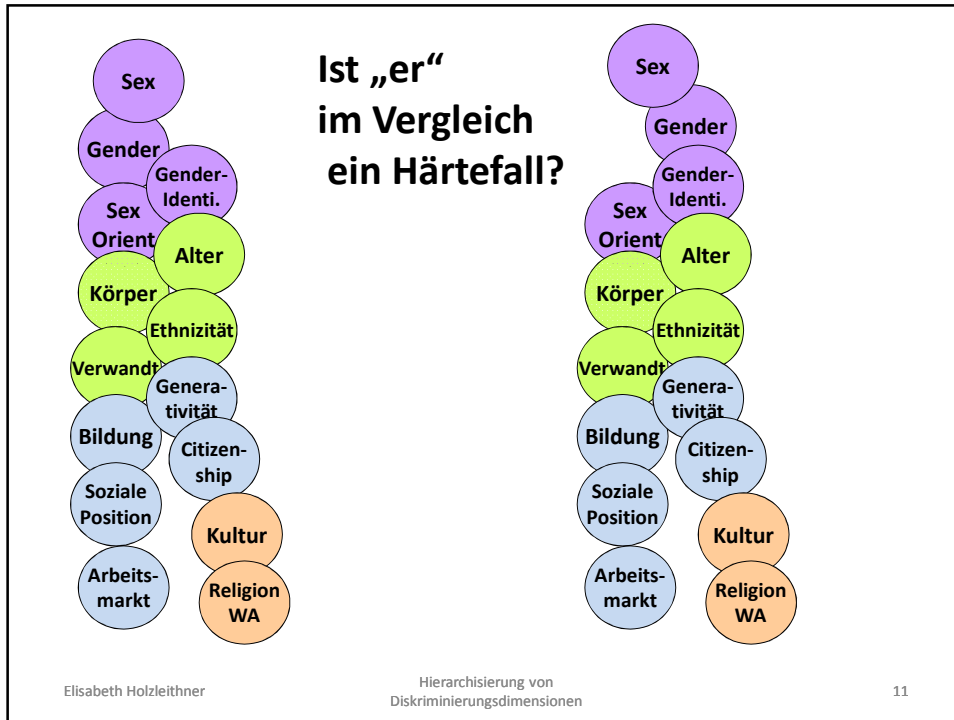 Ist „er“
im Vergleich
ein Härtefall?
Sex
Gender
Gender-
Identi.
Sex
Orient
Alter
Körper
Ethnizität
Verwandt
Genera-
tivität
Bildung
Citizen-
ship
Soziale
Position
Kultur
Arbeits-
markt
Religion
WA
Sex
Gender
Gender-
Identi.
Sex
Orient
Alter
Körper
Ethnizität
Verwandt
Genera-
tivität
Bildung
Citizen-
ship
Soziale
Position
Kultur
Arbeits-
markt
Religion
WA
Elisabeth Holzleithner
Hierarchisierung von
Diskriminierungsdimensionen
11